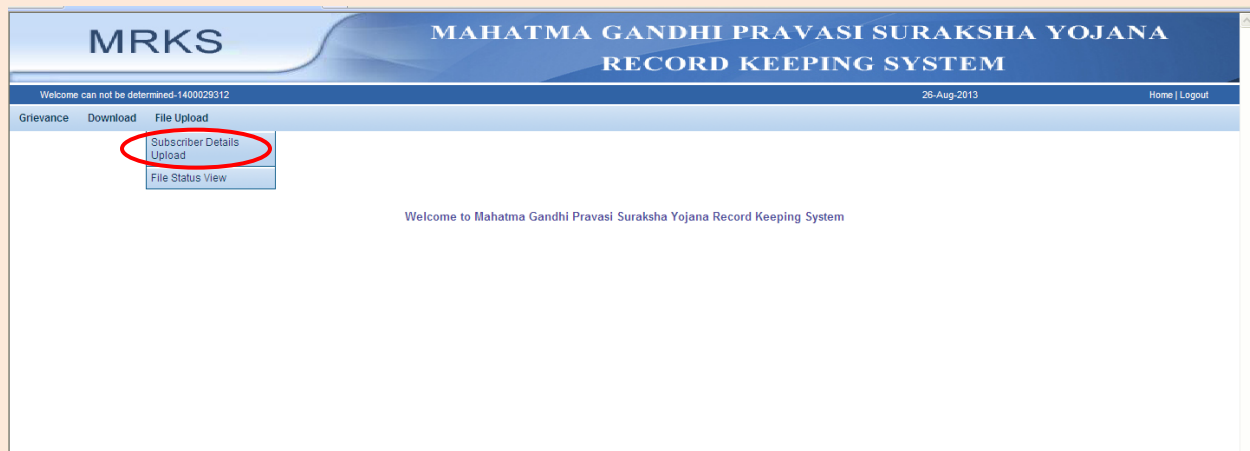 MRKS
MAHATMA GANDHI PRAVASI SURAKSHA YOJANA
RECORD KEEPING SYSTEM
Welcome can not be determined-1400029312 26-Aug-2013 Home | Logout
Grievance Download File Upload
Subscriber Details
Upload
File Status View
Welcome to Mahatma Gandhi Pravasi Suraksha Yojana Record Keeping System